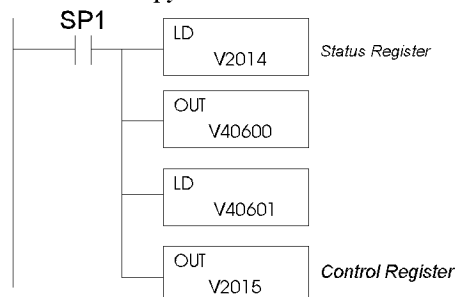 SP1
LD
V2014
Status Register
OUT
V40600
LD
V40601
OUT
V2015
Control Register